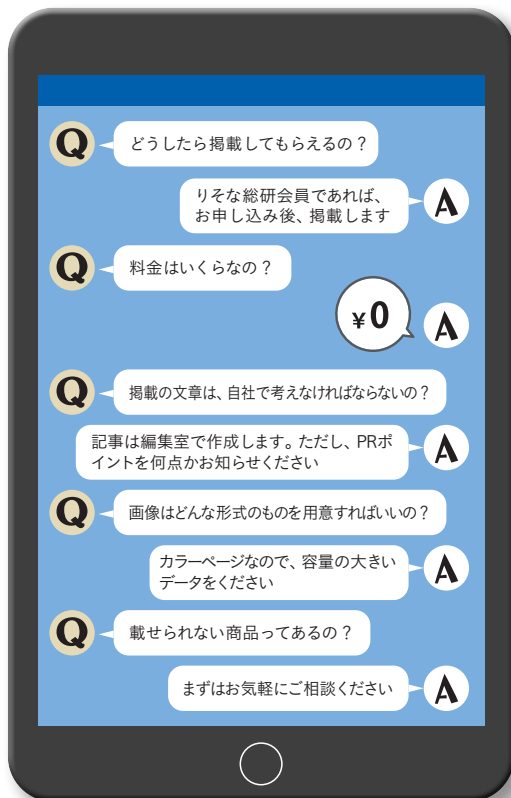 Q
どうしたら掲載してもらえるの？
りそな総研会員であれば、
お申し込み後、掲載します
A
Q
料金はいくらなの？
¥0
A
Q
掲載の文章は、自社で考えなければならないの？
記事は編集室で作成します。ただし、PRポ
イントを何点かお知らせください
A
Q
画像はどんな形式のものを用意すればいいの？
カラーページなので、容量の大きい
データをください
A
Q
載せられない商品ってあるの？
まずはお気軽にご相談ください
A